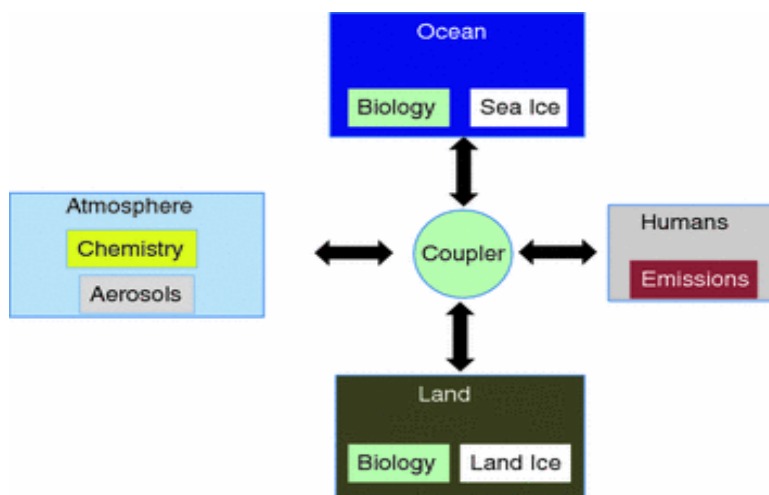 Ocean
Biology
Sea Ice
Atmosphere
Chemistry
Aerosols
Coupler
Humans
Emissions
Land
Biology
Land Ice